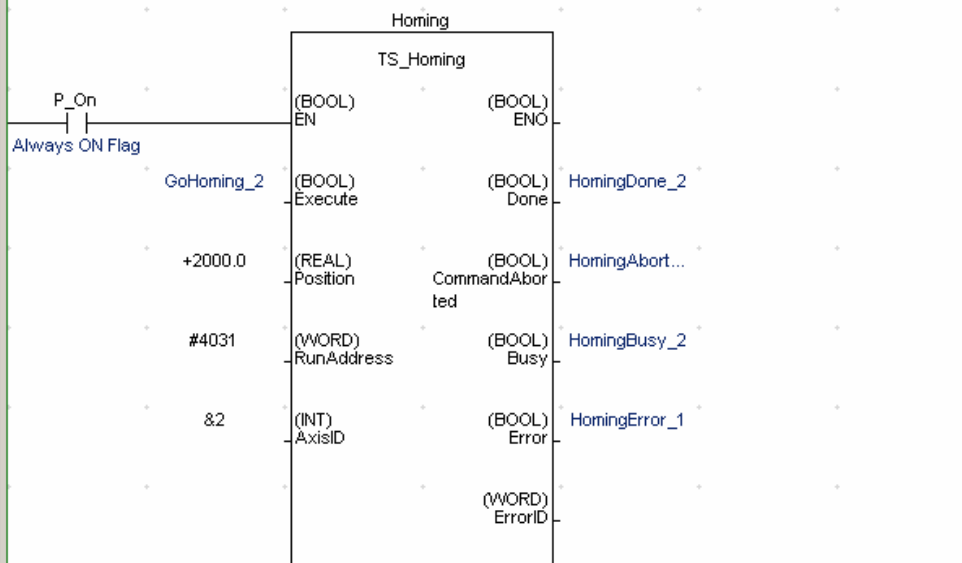 Homing
TS_Homing
P_On
(BOOL) (BOOL)
EN ENO
Always ON Flag
GoHoming_2 (BOOL) (BOOL) HomingDone_2
Execute Done
+2000.0 (REAL) (BOOL) HomingAbort...
Position CommandAbor
ted
#4031 (WORD) (BOOL) HomingBusy_2
RunAddress Busy
&2 (INT) (BOOL) HomingError_1
AxisID Error
(WORD)
ErrorID